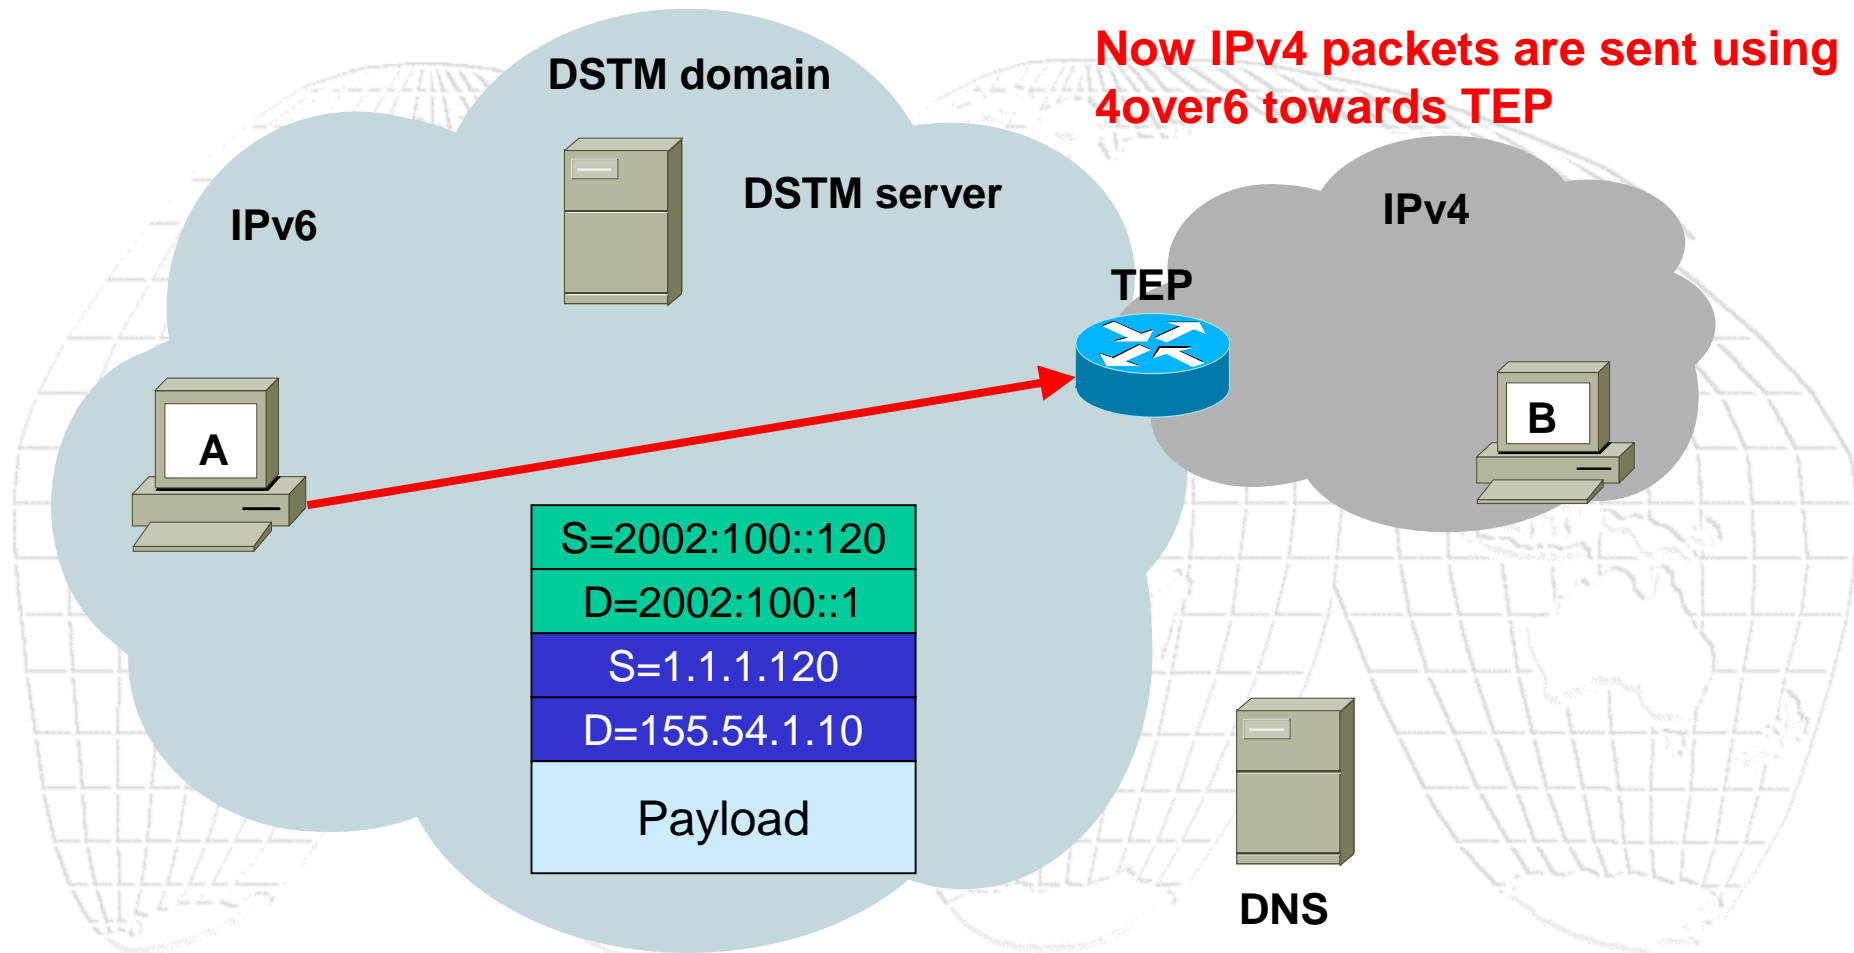 Now IPv4 packets are sent using
4over6 towards TEP
DSTM domain
DSTM server
IPv6
IPv4
TEP
A
B
S=2002:100::120
D=2002:100::1
S=1.1.1.120
D=155.54.1.10
Payload
DNS